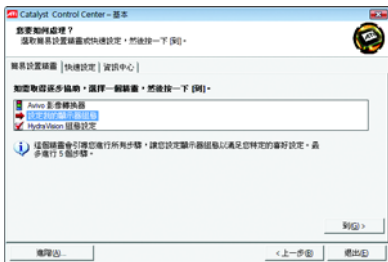 Catalyst Control Center – 基本
您要如何處理？
選取簡易設置精靈或快速設定，然後按一下 [到]。
簡易設置精靈
快速設定
資訊中心
如您取得逐步協助，選擇一個精靈，然後按一下 [到]。
Avivo 影像轉換器
設定我的顯示器組態
HydraVision 組態設定
這個精靈會引導您進行所有步驟，讓您設定顯示器組態以滿足您特定的喜好設定。最多進行 5 個步驟。
到(G) >
進階(A)...
< 上一步(B)
退出(E)